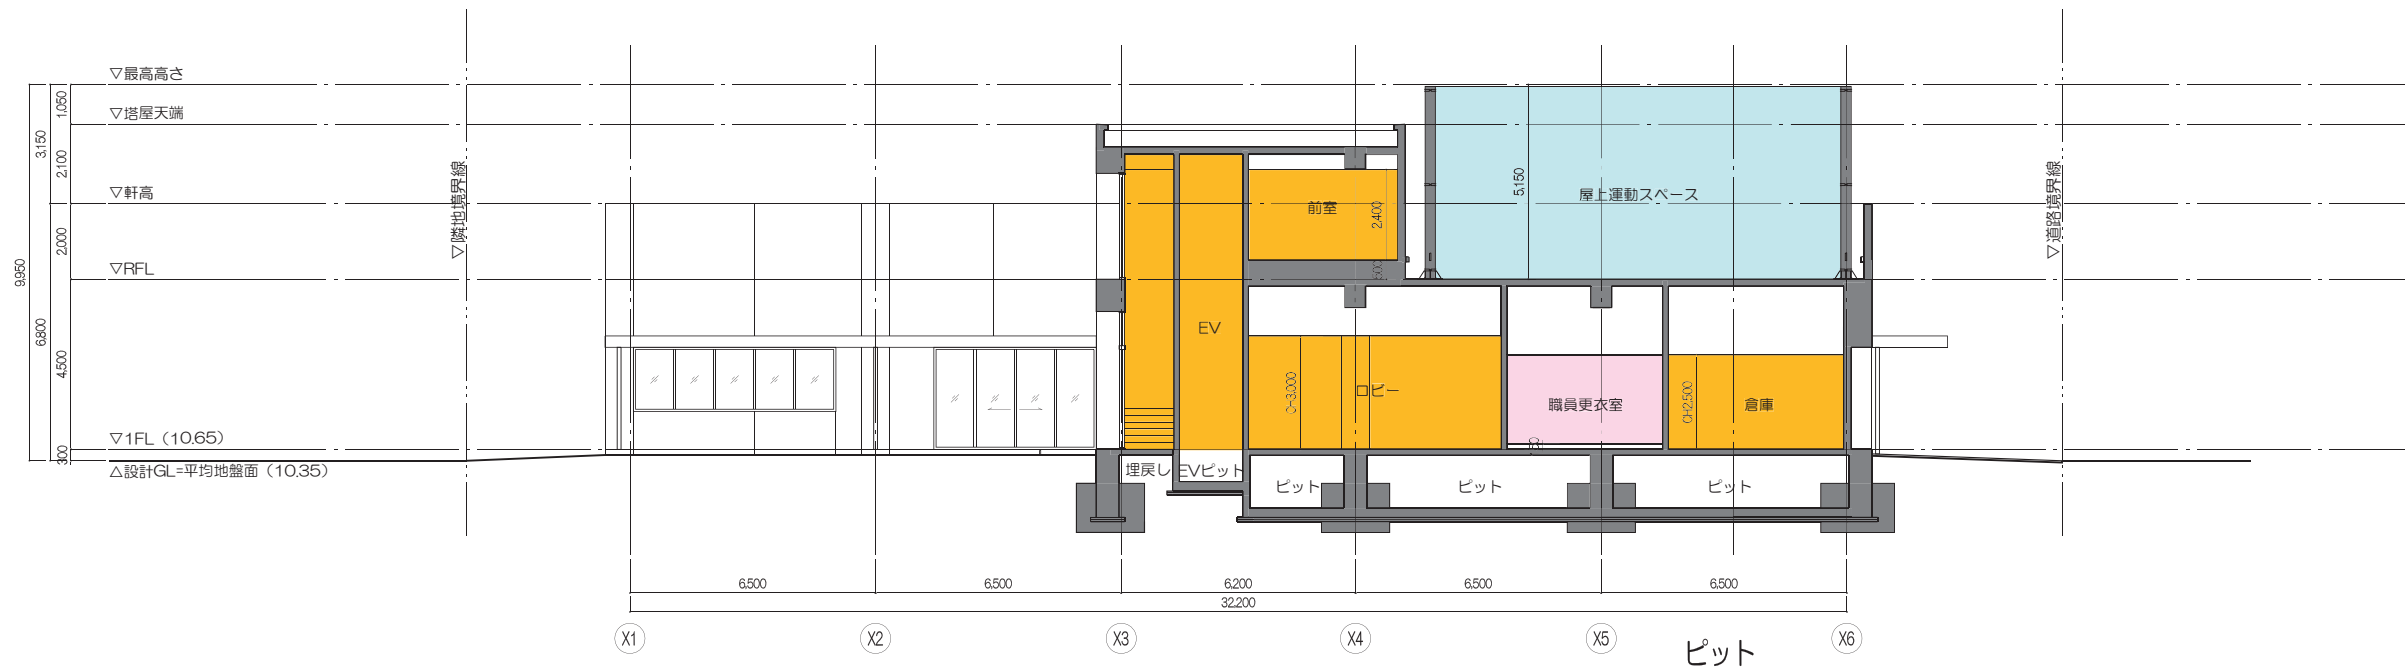 ▽最高高さ
▽塔屋天端
▽軒高
▽RFL
▽1FL（10.65）
△設計GL=平均地盤面（10.35）
1,050
3,150
2,100
2,000
9,950
6,800
4,500
300
▽隣地境界線
▽道路境界線
5,150
屋上運動スペース
前室
2,400
500
EV
CH3,000
ロビー
職員更衣室
CH2,500
倉庫
埋戻し
EVピット
ピット
ピット
ピット
6,500
6,500
6,200
6,500
6,500
32,200
X1
X2
X3
X4
X5
X6
ピット